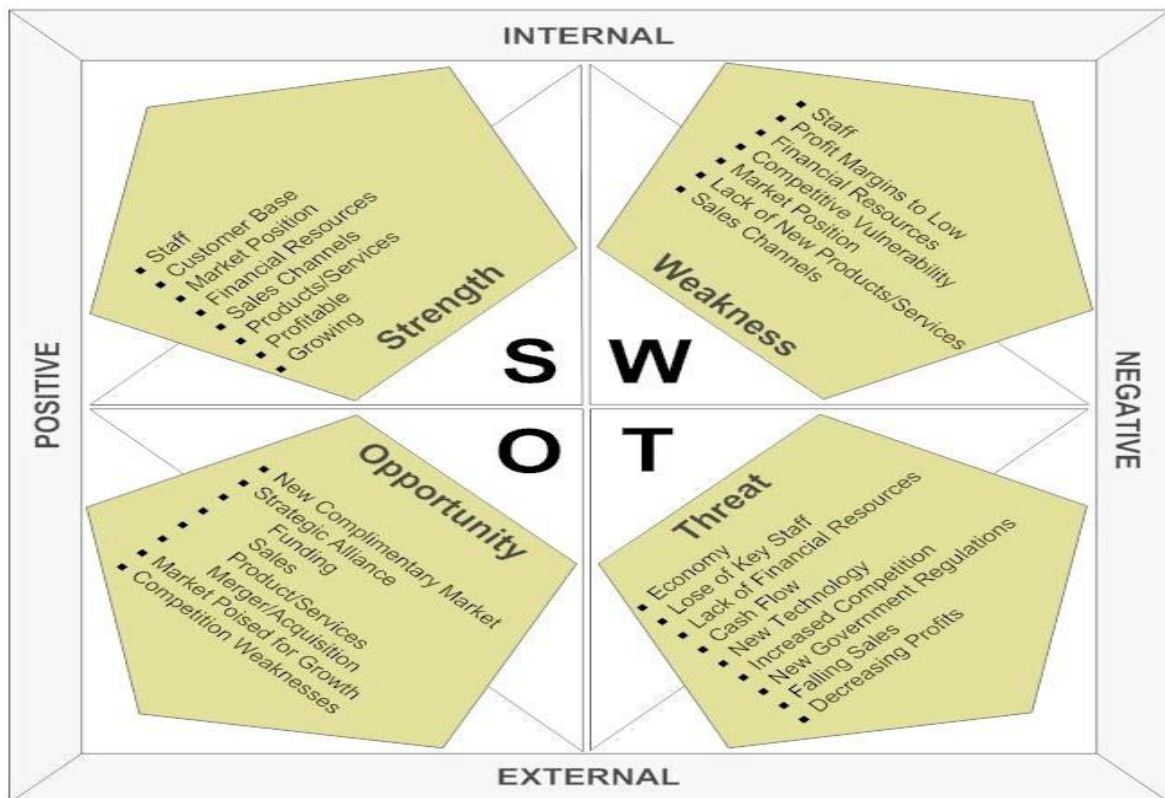 INTERNAL
POSITIVE
NEGATIVE
EXTERNAL
S
Strength
Staff
Customer Base
Market Position
Financial Resources
Sales Channels
Products/Services
Profitable
Growing
W
Weakness
Staff
Profit Margins to Low
Financial Resources
Competitive Vulnerability
Market Position
Lack of New Products/Services
Sales Channels
O
Opportunity
New Complimentary Market
Strategic Alliance
Funding
Sales
Product/Services
Merger/Acquisition
Market Poised for Growth
Competition Weaknesses
T
Threat
Economy
Lose of Key Staff
Lack of Financial Resources
Cash Flow
New Technology
Increased Competition
New Government Regulations
Falling Sales
Decreasing Profits